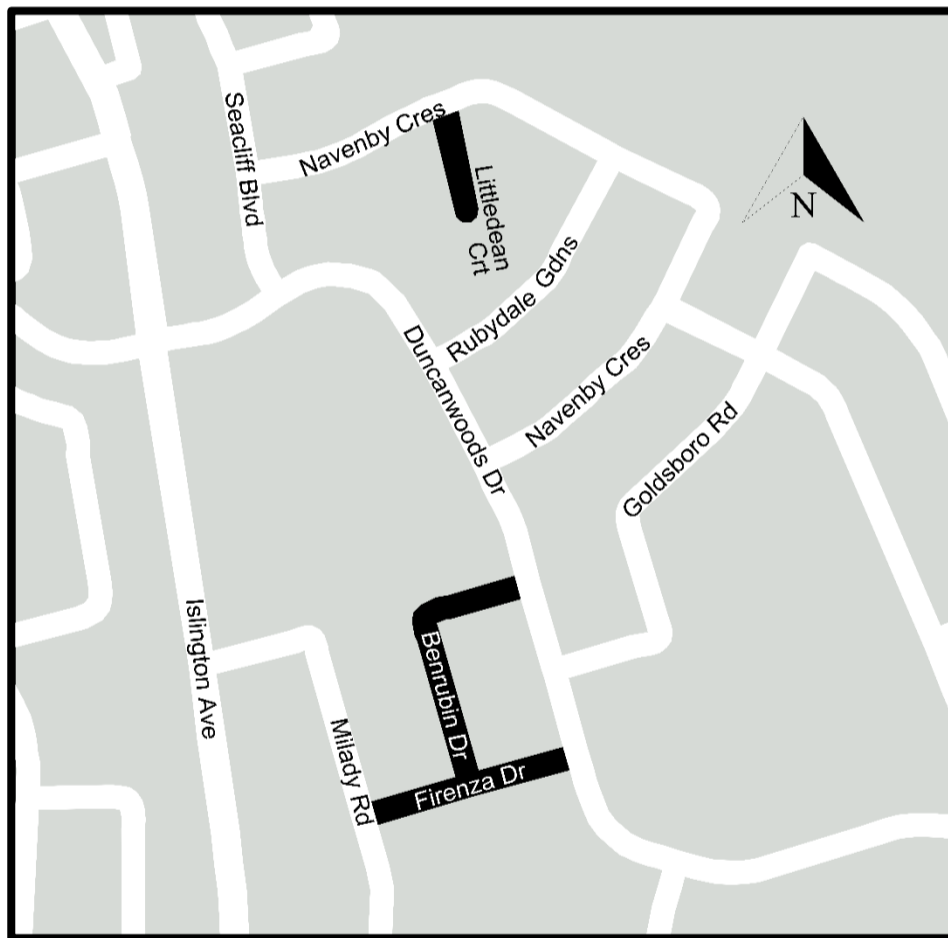 Seacliff Blvd
Navenby Cres
Littledean
Crt
N
Rubydale Gdns
Duncanwoods Dr
Navenby Cres
Goldsboro Rd
Islington Ave
Benrubin Dr
Milady Rd
Firenza Dr